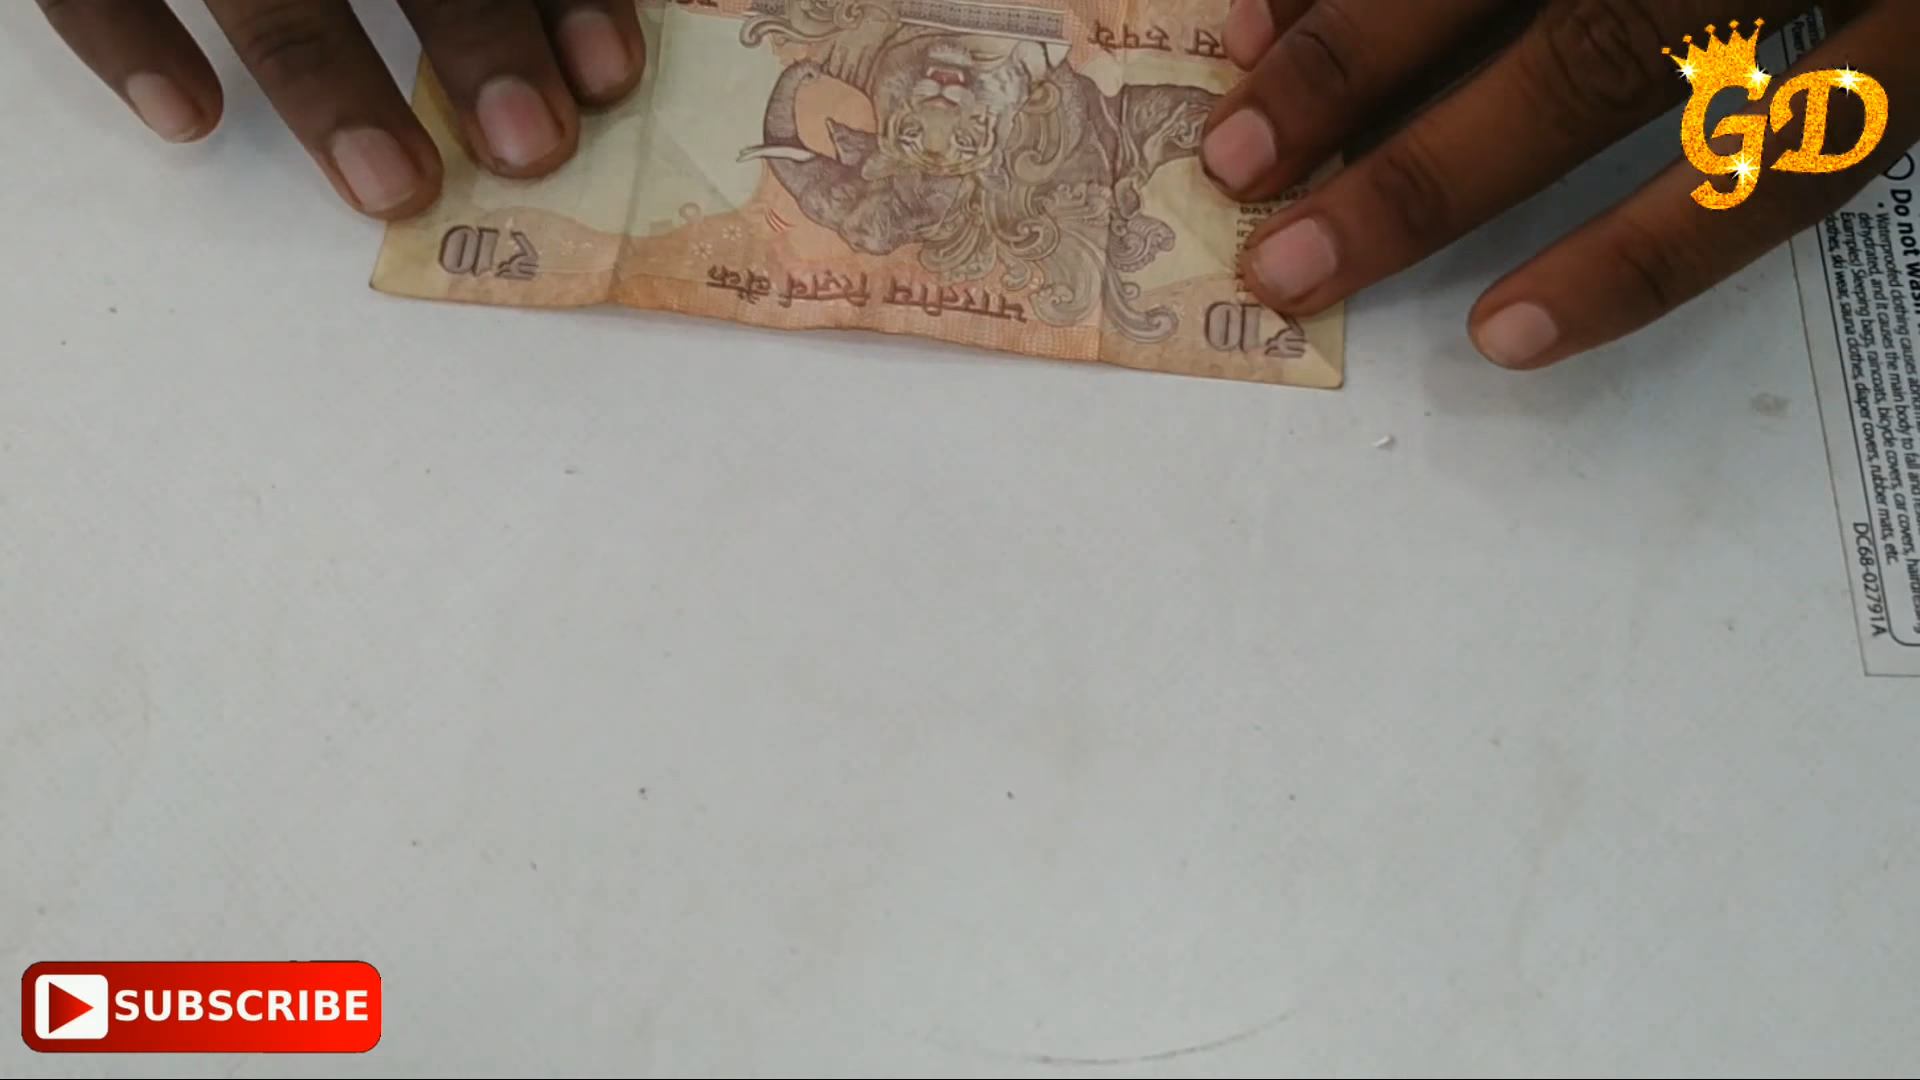 GD
₹10
भारतीय रिज़र्व बैंक
₹10
Do not wash
• Waterproofed clothing causes
dehydrated, and it causes the main body to fall and
Examples) Sleeping bags, raincoats, bicycle covers, car covers,
clothes, ski wear, sauna clothes, diaper covers, rubber mats, etc.
DC68-02791A
SUBSCRIBE